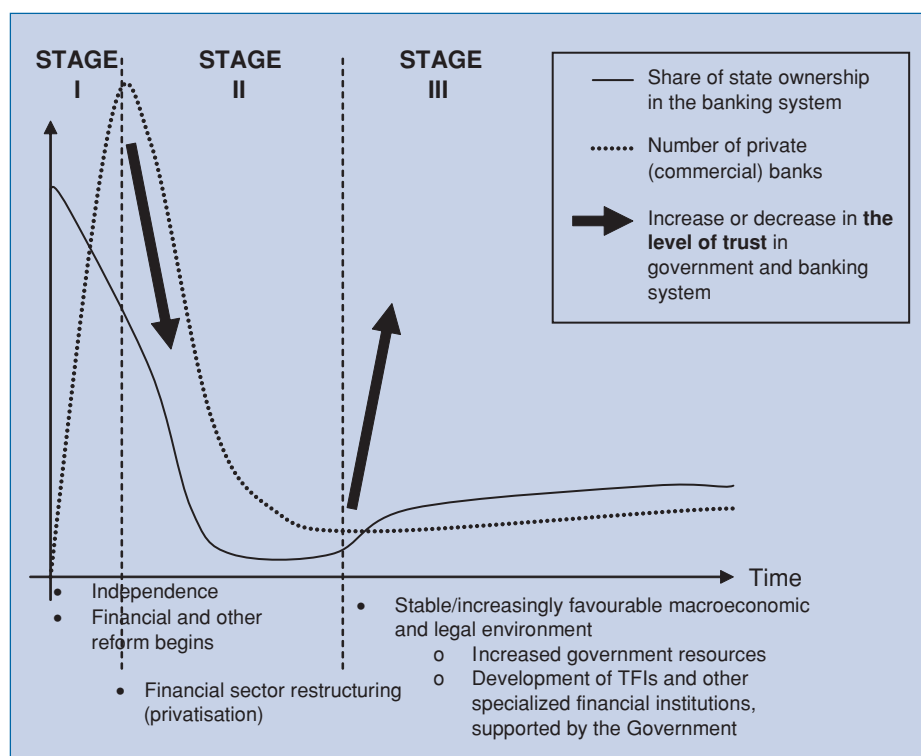 STAGE
I
STAGE
II
STAGE
III
Share of state ownership
in the banking system
Number of private
(commercial) banks
Increase or decrease in the
level of trust in
government and banking
system
Time
• Independence
• Financial and other
reform begins
• Financial sector restructuring
(privatisation)
• Stable/increasingly favourable macroeconomic
and legal environment
o Increased government resources
o Development of TFIs and other
specialized financial institutions,
supported by the Government